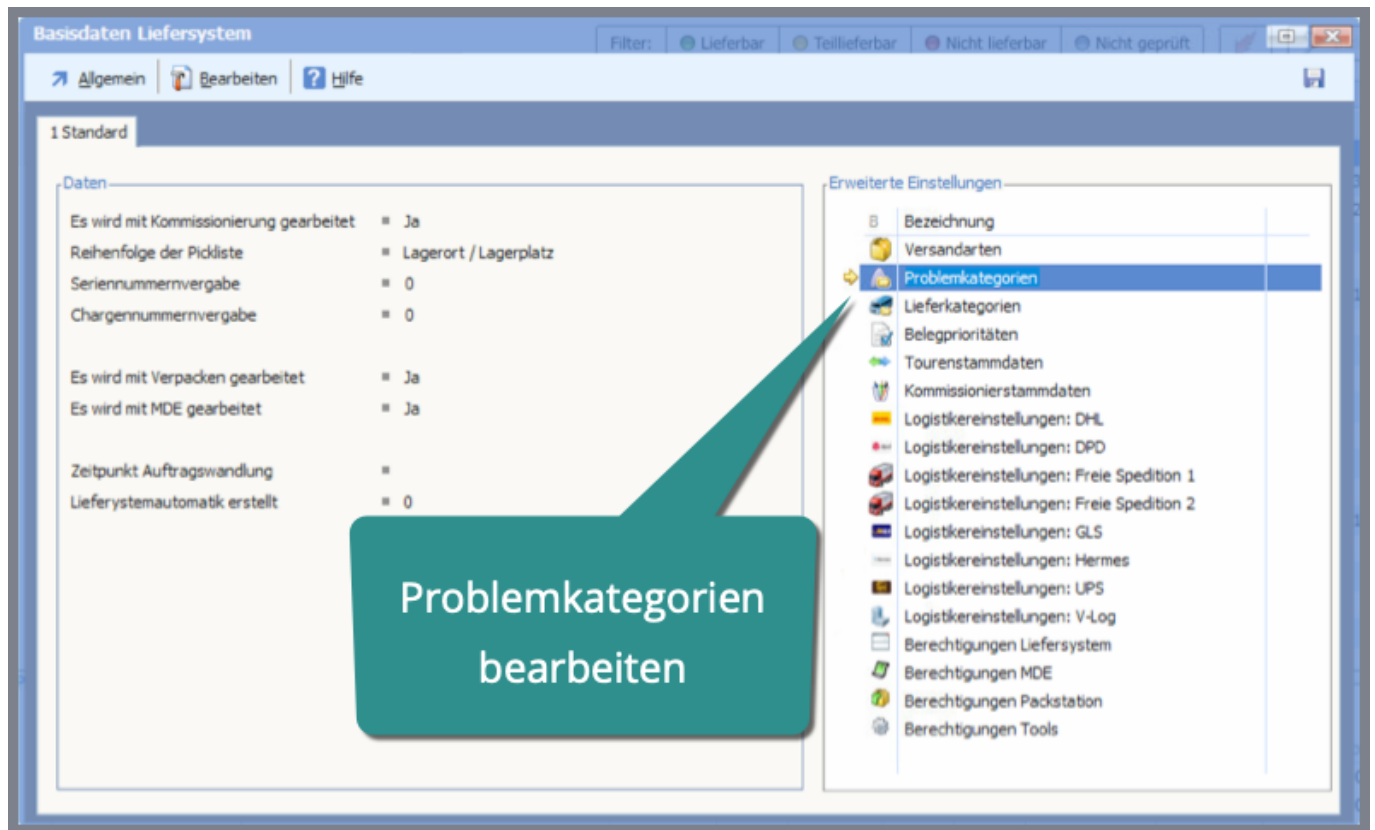 Basisdaten Liefersystem
Filter: Lieferbar Teillieferbar Nicht lieferbar Nicht geprüft
Allgemein Bearbeiten Hilfe
1 Standard
Daten
Es wird mit Kommissionierung gearbeitet Ja
Reihenfolge der Pickliste Lagerort / Lagerplatz
Seriennummernvergabe 0
Chargennummernvergabe 0
Es wird mit Verpacken gearbeitet Ja
Es wird mit MDE gearbeitet Ja
Zeitpunkt Auftragswandlung
Lieferystemautomatik erstellt 0
Problemkategorien
bearbeiten
Erweiterte Einstellungen
B Bezeichnung
Versandarten
Problemkategorien
Lieferkategorien
Belegprioritäten
Tourenstammdaten
Kommissionierstammdaten
Logistikereinstellungen: DHL
Logistikereinstellungen: DPD
Logistikereinstellungen: Freie Spedition 1
Logistikereinstellungen: Freie Spedition 2
Logistikereinstellungen: GLS
Logistikereinstellungen: Hermes
Logistikereinstellungen: UPS
Logistikereinstellungen: V-Log
Berechtigungen Liefersystem
Berechtigungen MDE
Berechtigungen Packstation
Berechtigungen Tools